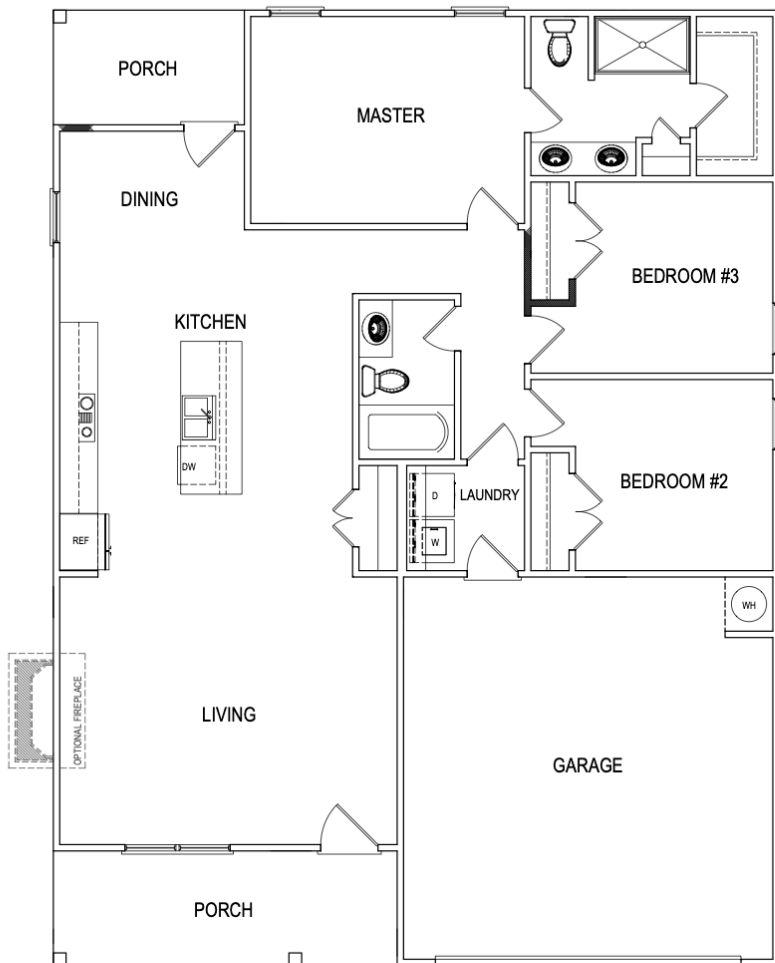 PORCH
MASTER
DINING
BEDROOM #3
KITCHEN
DW
D
LAUNDRY
BEDROOM #2
REF
W
WH
OPTIONAL FIREPLACE
LIVING
GARAGE
PORCH